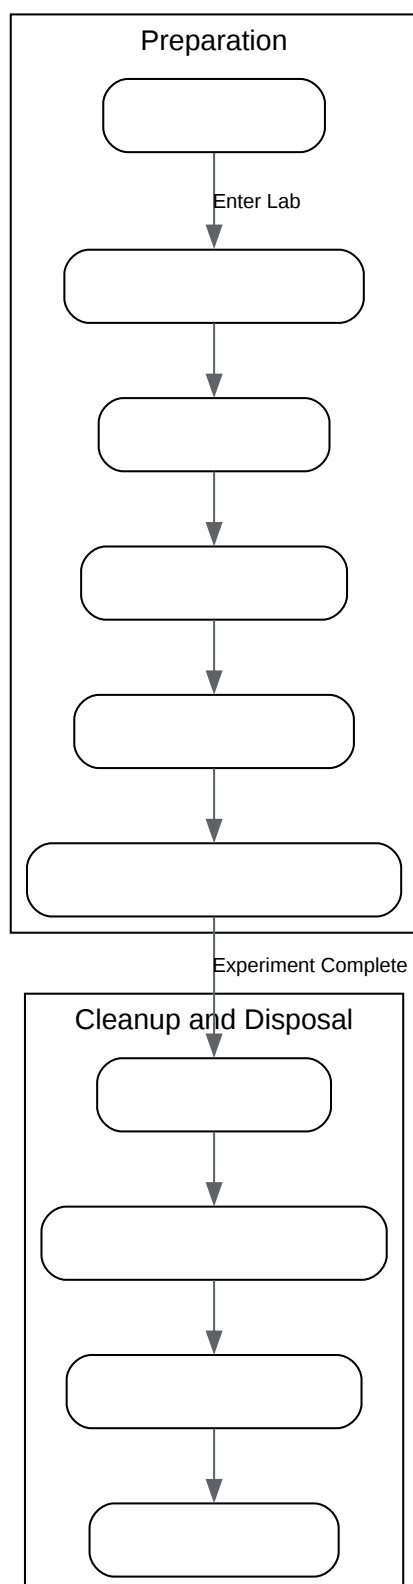 Preparation
Enter Lab
Experiment Complete
Cleanup and Disposal